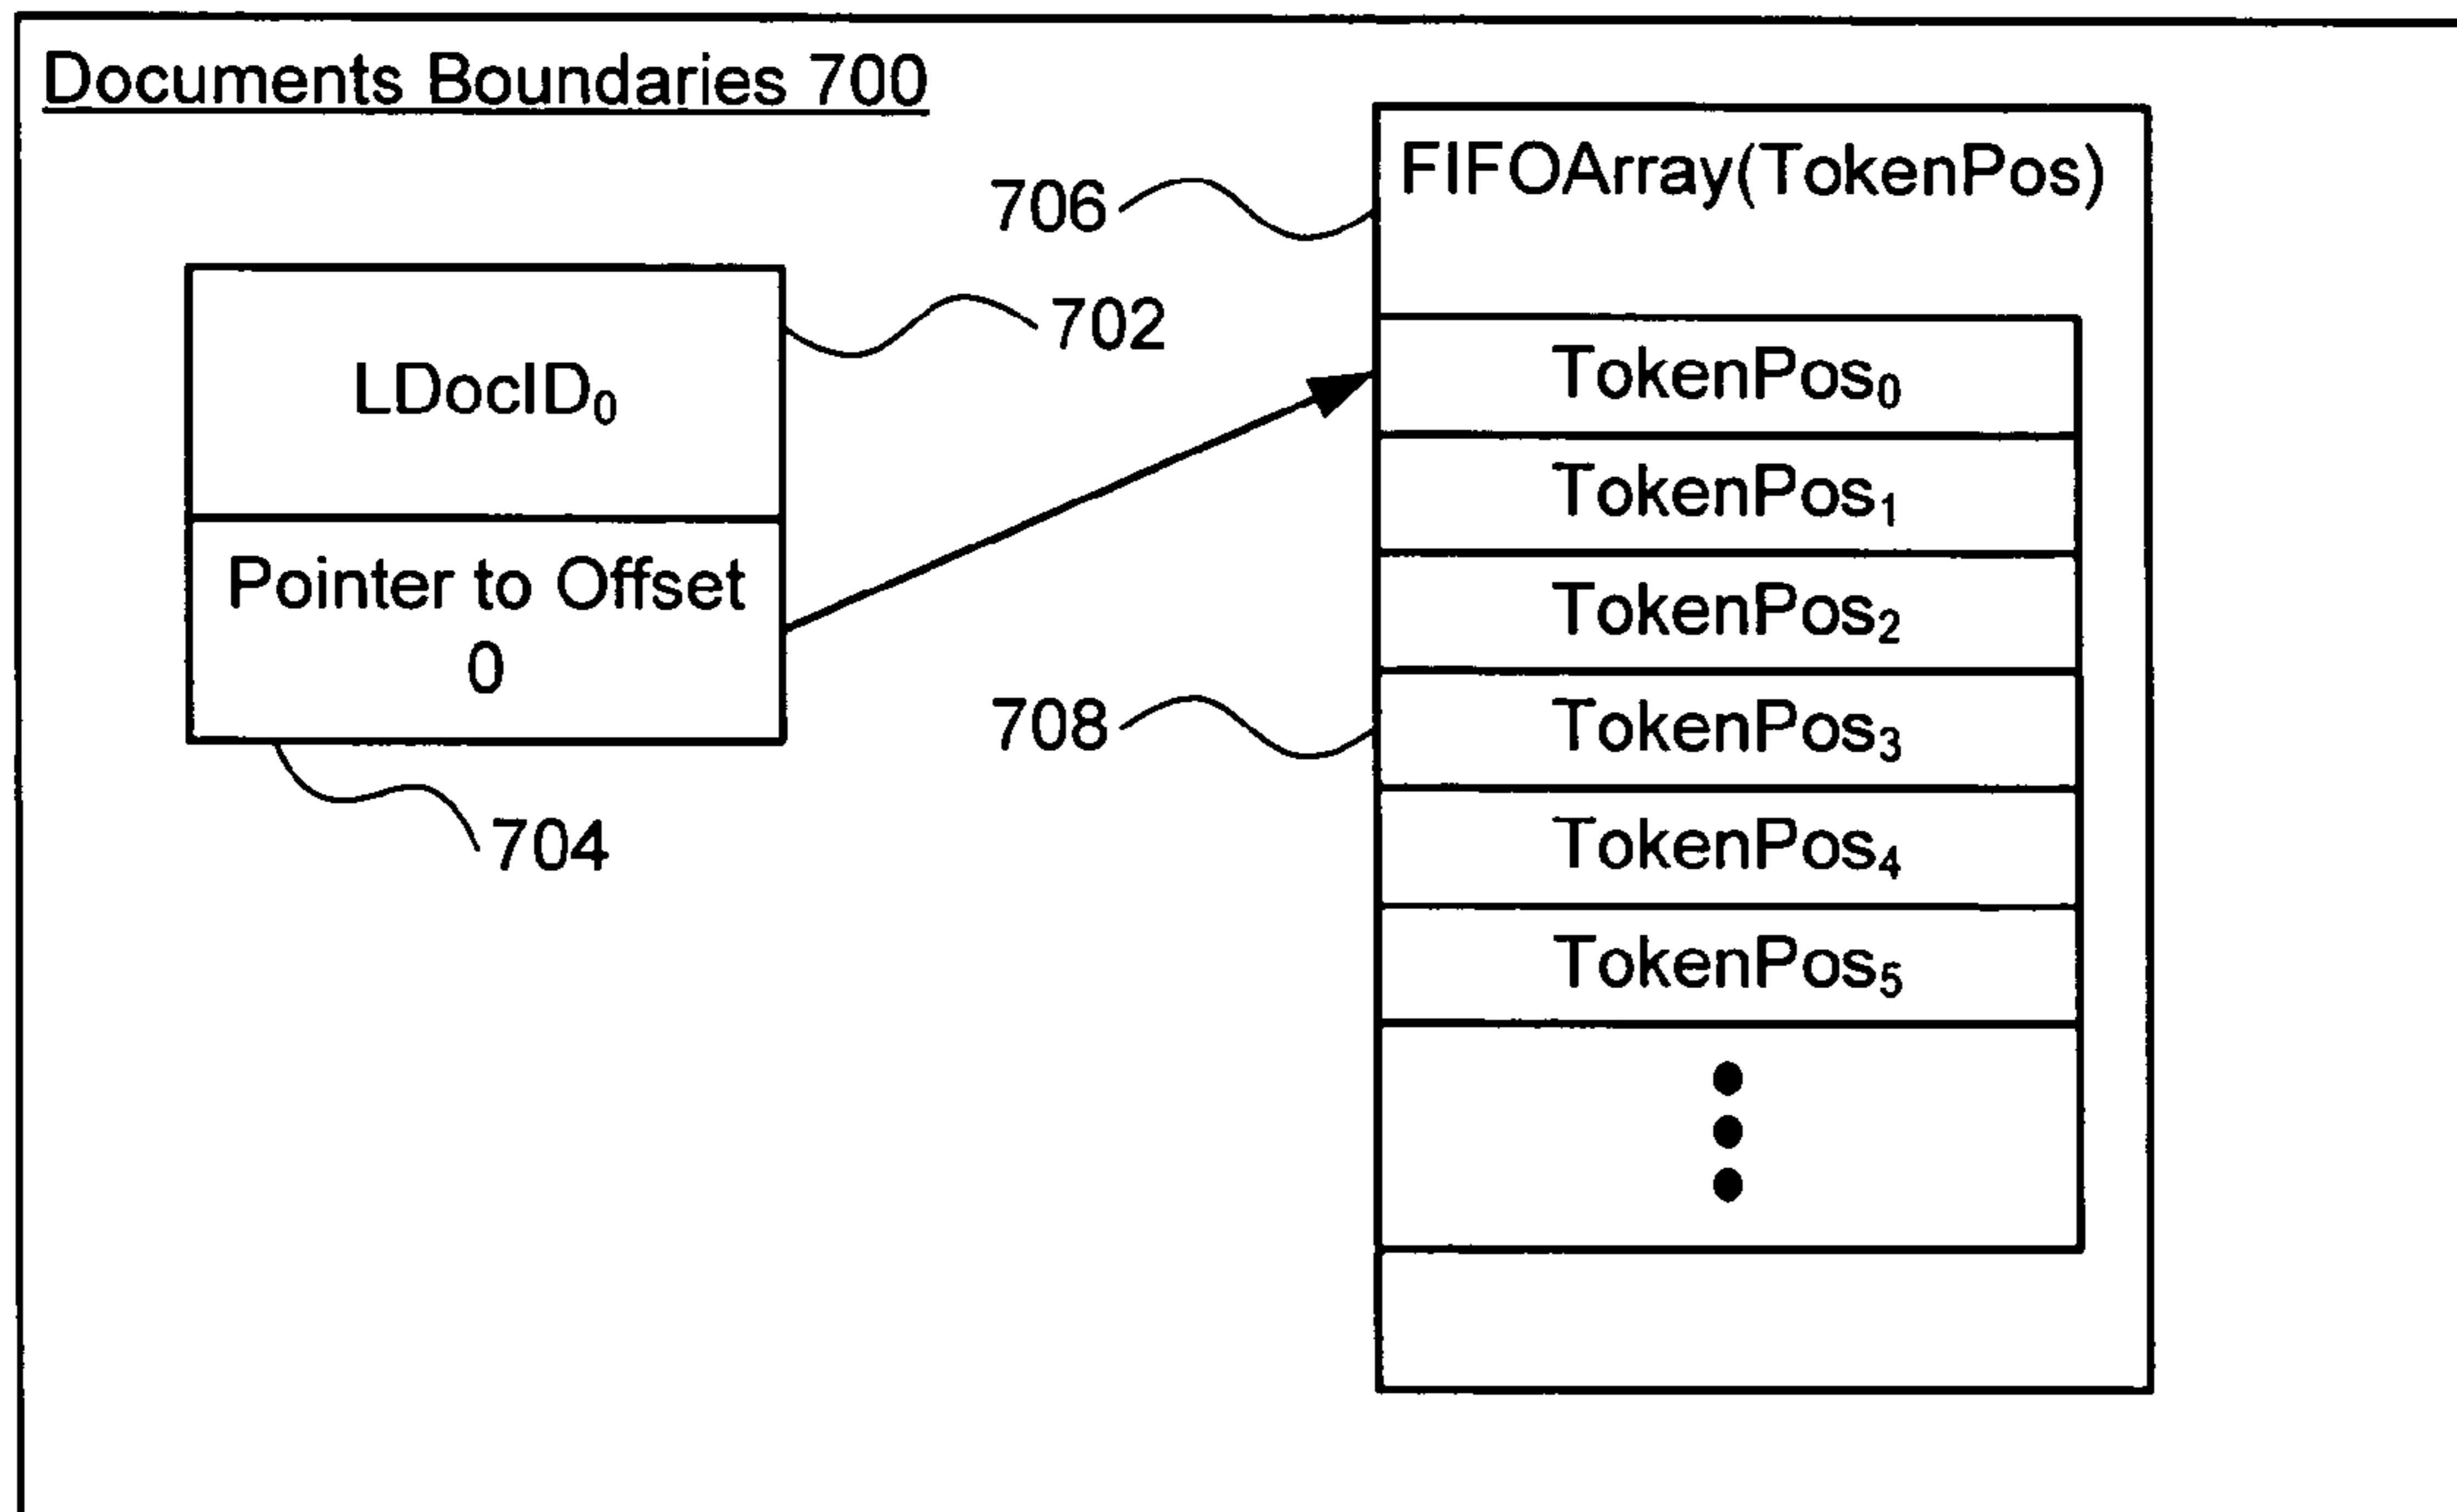 Documents Boundaries 700
FIFOArray(TokenPos)
706
702
LDocID₀
TokenPos₀
TokenPos₁
Pointer to Offset
0
TokenPos₂
708
TokenPos₃
704
TokenPos₄
TokenPos₅